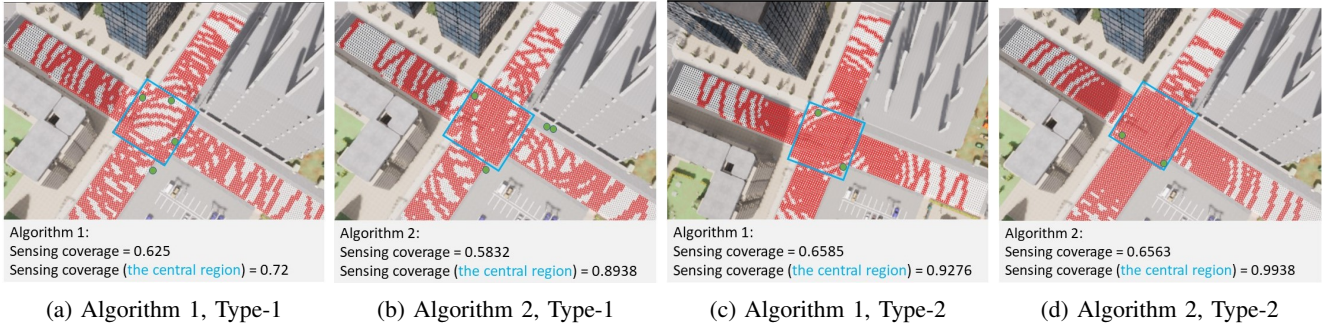 Algorithm 1:
Sensing coverage = 0.625
Sensing coverage (the central region) = 0.72
(a) Algorithm 1, Type-1
Algorithm 2:
Sensing coverage = 0.5832
Sensing coverage (the central region) = 0.8938
(b) Algorithm 2, Type-1
Algorithm 1:
Sensing coverage = 0.6585
Sensing coverage (the central region) = 0.9276
(c) Algorithm 1, Type-2
Algorithm 2:
Sensing coverage = 0.6563
Sensing coverage (the central region) = 0.9938
(d) Algorithm 2, Type-2